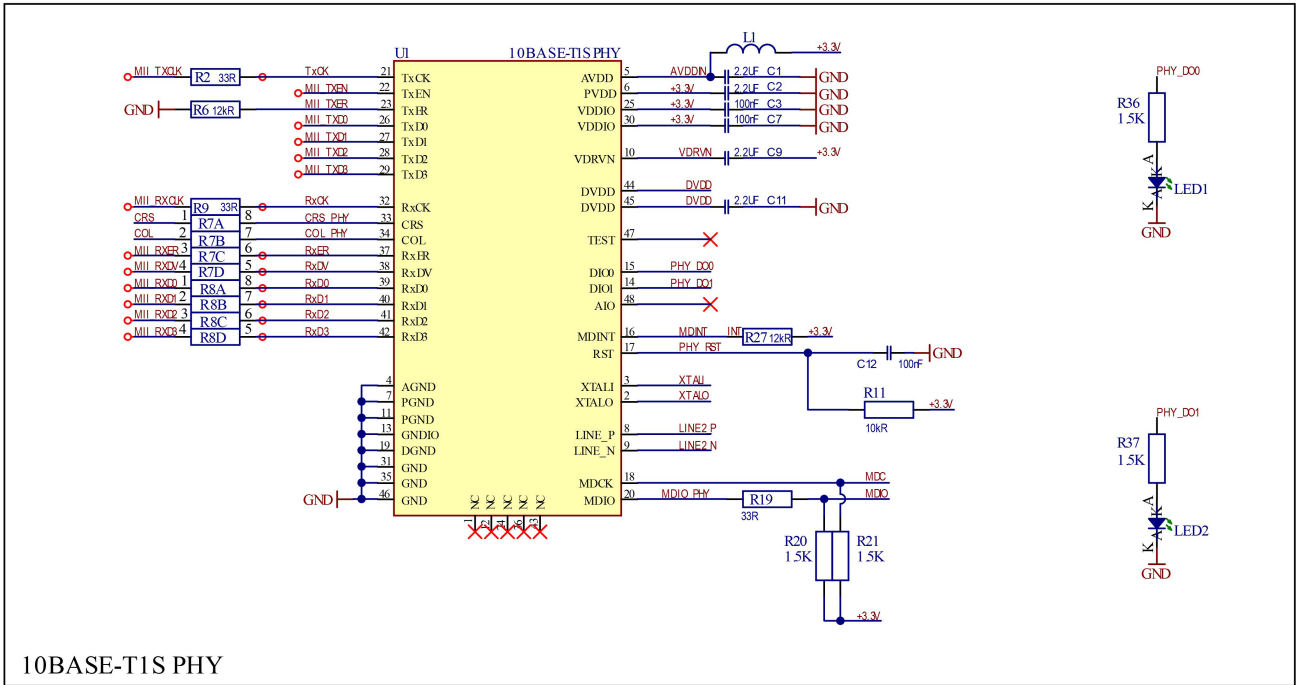 U1
10BASE-T1S PHY
L1
+3.3V
MII_TXCLK R2 33R TxCK 21 TxCK
MII_TXEN 22 TxEN
GND R6 12kR MII_TXER 23 TxER
MII_TXD0 26 TxD0
MII_TXD1 27 TxD1
MII_TXD2 28 TxD2
MII_TXD3 29 TxD3
MII_RXCLK R9 33R RxCK 32 RxCK
CRS 1 R7A 8 CRS_PHY 33 CRS
COL 2 R7B 7 COL_PHY 34 COL
MII_RXER 3 R7C 6 RxER 37 RxER
MII_RXDV 4 R7D 5 RxDV 38 RxDV
MII_RXD0 1 R8A 8 RxD0 39 RxD0
MII_RXD1 2 R8B 7 RxD1 40 RxD1
MII_RXD2 3 R8C 6 RxD2 41 RxD2
MII_RXD3 4 R8D 5 RxD3 42 RxD3
4 AGND
7 PGND
11 PGND
13 GNDIO
19 DGND
31 GND
35 GND
GND 46 GND
NC NC NC NC NC
1 12 24 36 43
AVDD 5 AVDDIN 2.2UF C1 GND
PVDD 6 +3.3V 2.2UF C2 GND
VDDIO 25 +3.3V 100nF C3 GND
VDDIO 30 +3.3V 100nF C7 GND
VDRVN 10 VDRVN 2.2UF C9 +3.3V
DVDD 44 DVDD
DVDD 45 DVDD 2.2UF C11 GND
TEST 47
DIO0 15 PHY_DO0
DIO1 14 PHY_DO1
AIO 48
MDINT 16 MDINT INT R27 12kR +3.3V
RST 17 PHY_RST
C12 100nF GND
R11
10kR
+3.3V
XTALI 3 XTALI
XTALO 2 XTALO
LINE_P 8 LINE2_P
LINE_N 9 LINE2_N
MDCK 18 MDC
MDIO 20 MDIO_PHY R19 MDIO
33R
R20 R21
1.5K 1.5K
+3.3V
PHY_DO0
R36
1.5K
A
K
A
K
LED1
GND
PHY_DO1
R37
1.5K
A
K
A
K
LED2
GND
10BASE-T1S PHY